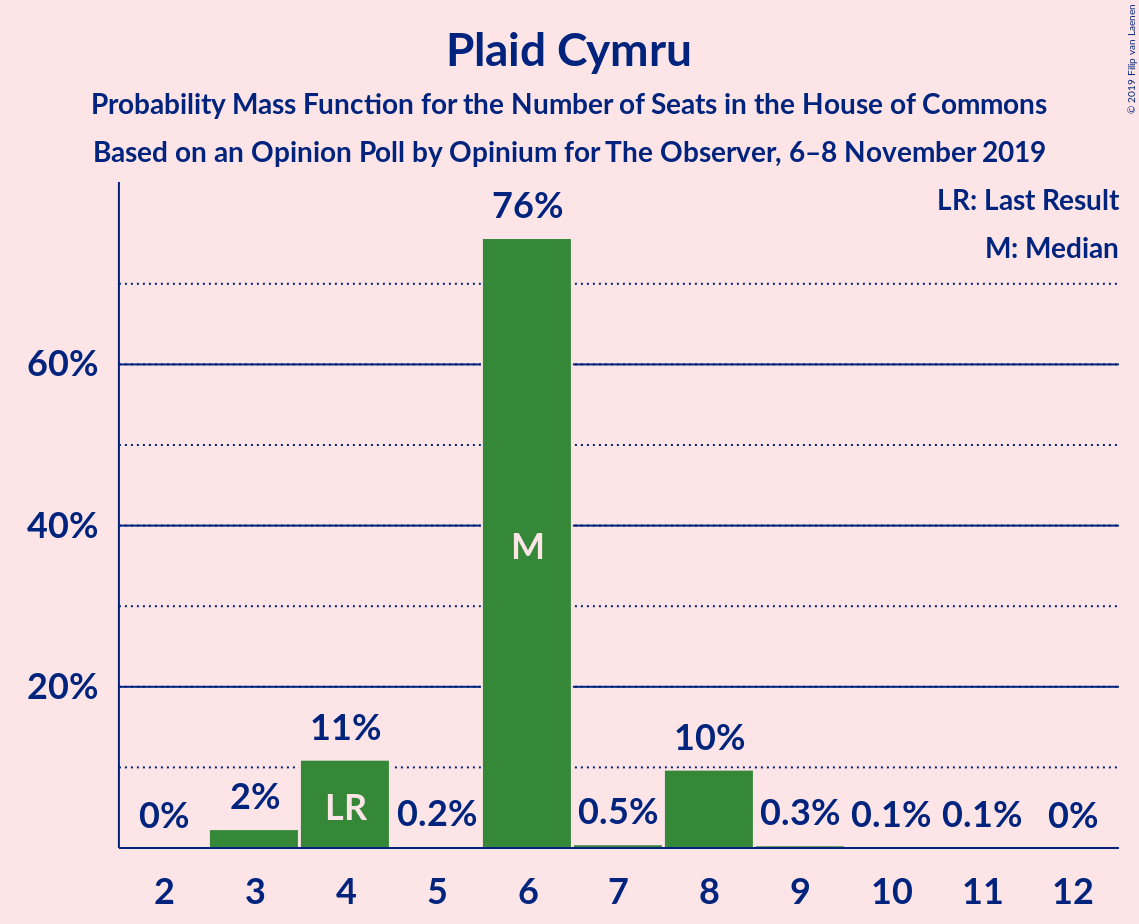 Plaid Cymru
Probability Mass Function for the Number of Seats in the House of Commons
Based on an Opinion Poll by Opinium for The Observer, 6–8 November 2019
© 2019 Filip van Laenen
LR: Last Result
M: Median
60%
40%
20%
0%
2%
11%
0.2%
76%
0.5%
10%
0.3%
0.1%
0.1%
0%
LR
M
2 3 4 5 6 7 8 9 10 11 12